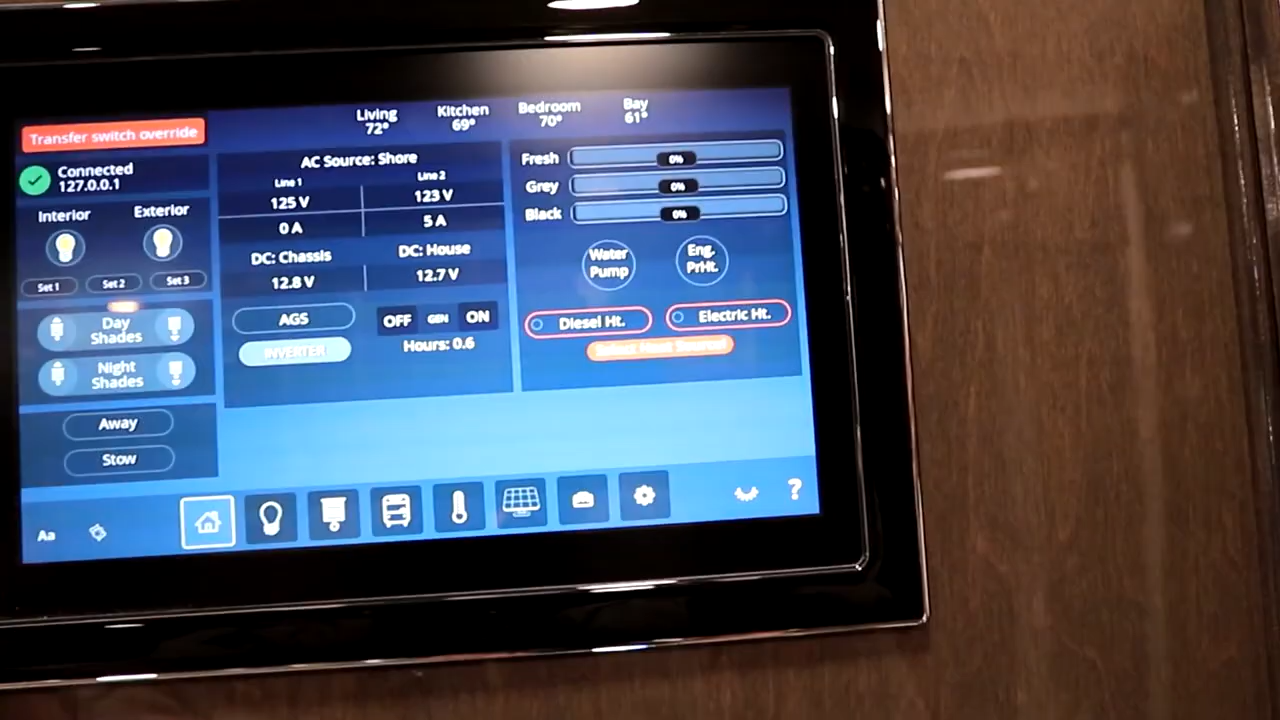 Living Kitchen Bedroom Bay
72° 69° 70° 61°
Transfer switch override
Connected
127.0.0.1
Interior Exterior
Set 1 Set 2 Set 3
Day
Shades
Night
Shades
Away
Stow
AC Source: Shore
Line 1 Line 2
125 V 123 V
0 A 5 A
DC: Chassis DC: House
12.8 V 12.7 V
AGS OFF GEN ON
INVERTER Hours: 0.6
Fresh 0%
Grey 0%
Black 0%
Water
Pump
Eng.
PrHt.
Diesel Ht. Electric Ht.
Select Heat Source!
Aa ?